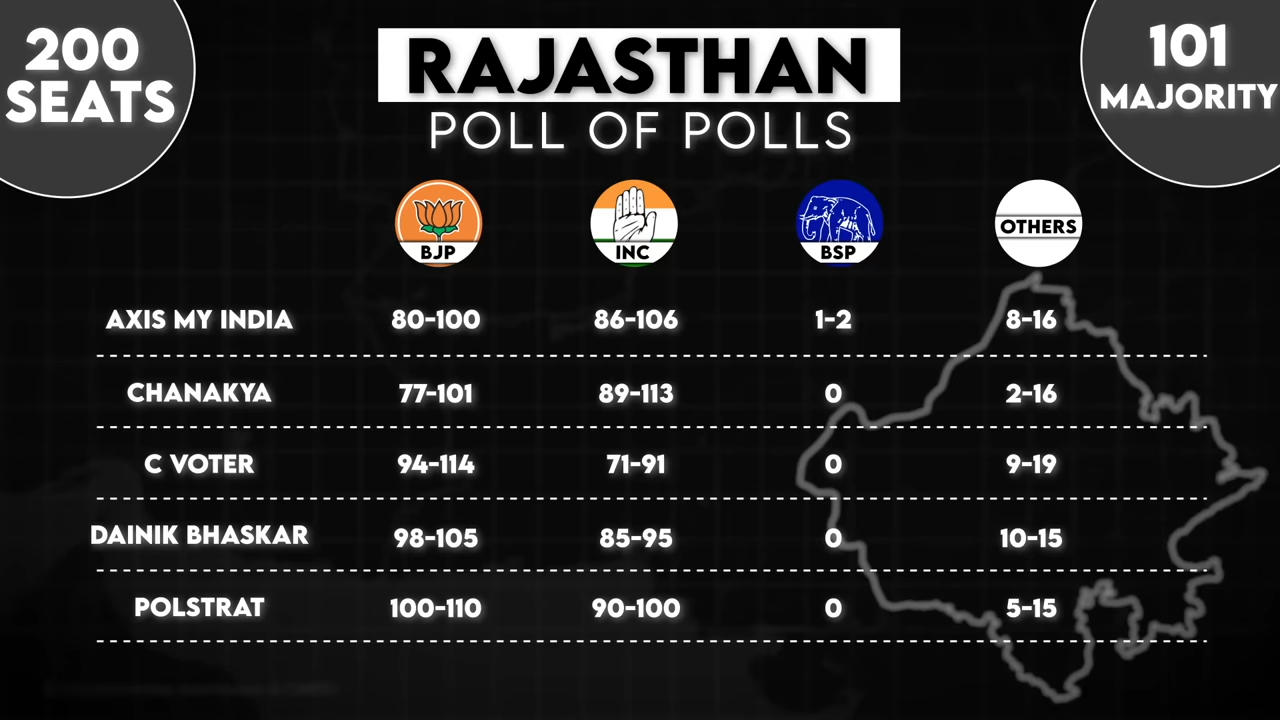 200
SEATS
RAJASTHAN
POLL OF POLLS
101
MAJORITY
BJP INC BSP OTHERS
AXIS MY INDIA 80-100 86-106 1-2 8-16
CHANAKYA 77-101 89-113 0 2-16
C VOTER 94-114 71-91 0 9-19
DAINIK BHASKAR 98-105 85-95 0 10-15
POLSTRAT 100-110 90-100 0 5-15